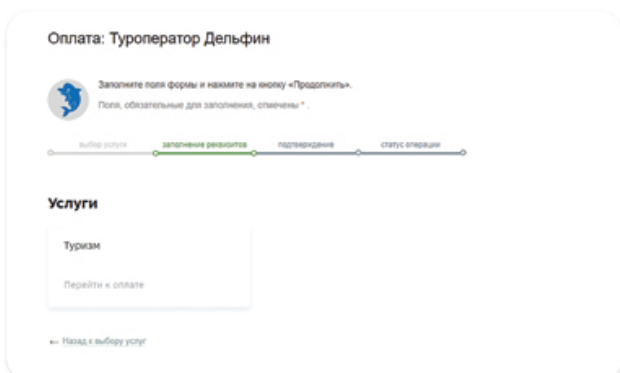 Оплата: Туроператор Дельфин
Заполните поля формы и нажмите на кнопку «Продолжить».
Поля, обязательные для заполнения, отмечены * .
выбор услуги заполнение реквизитов подтверждение статус операции
Услуги
Туризм
Перейти к оплате
← Назад к выбору услуг